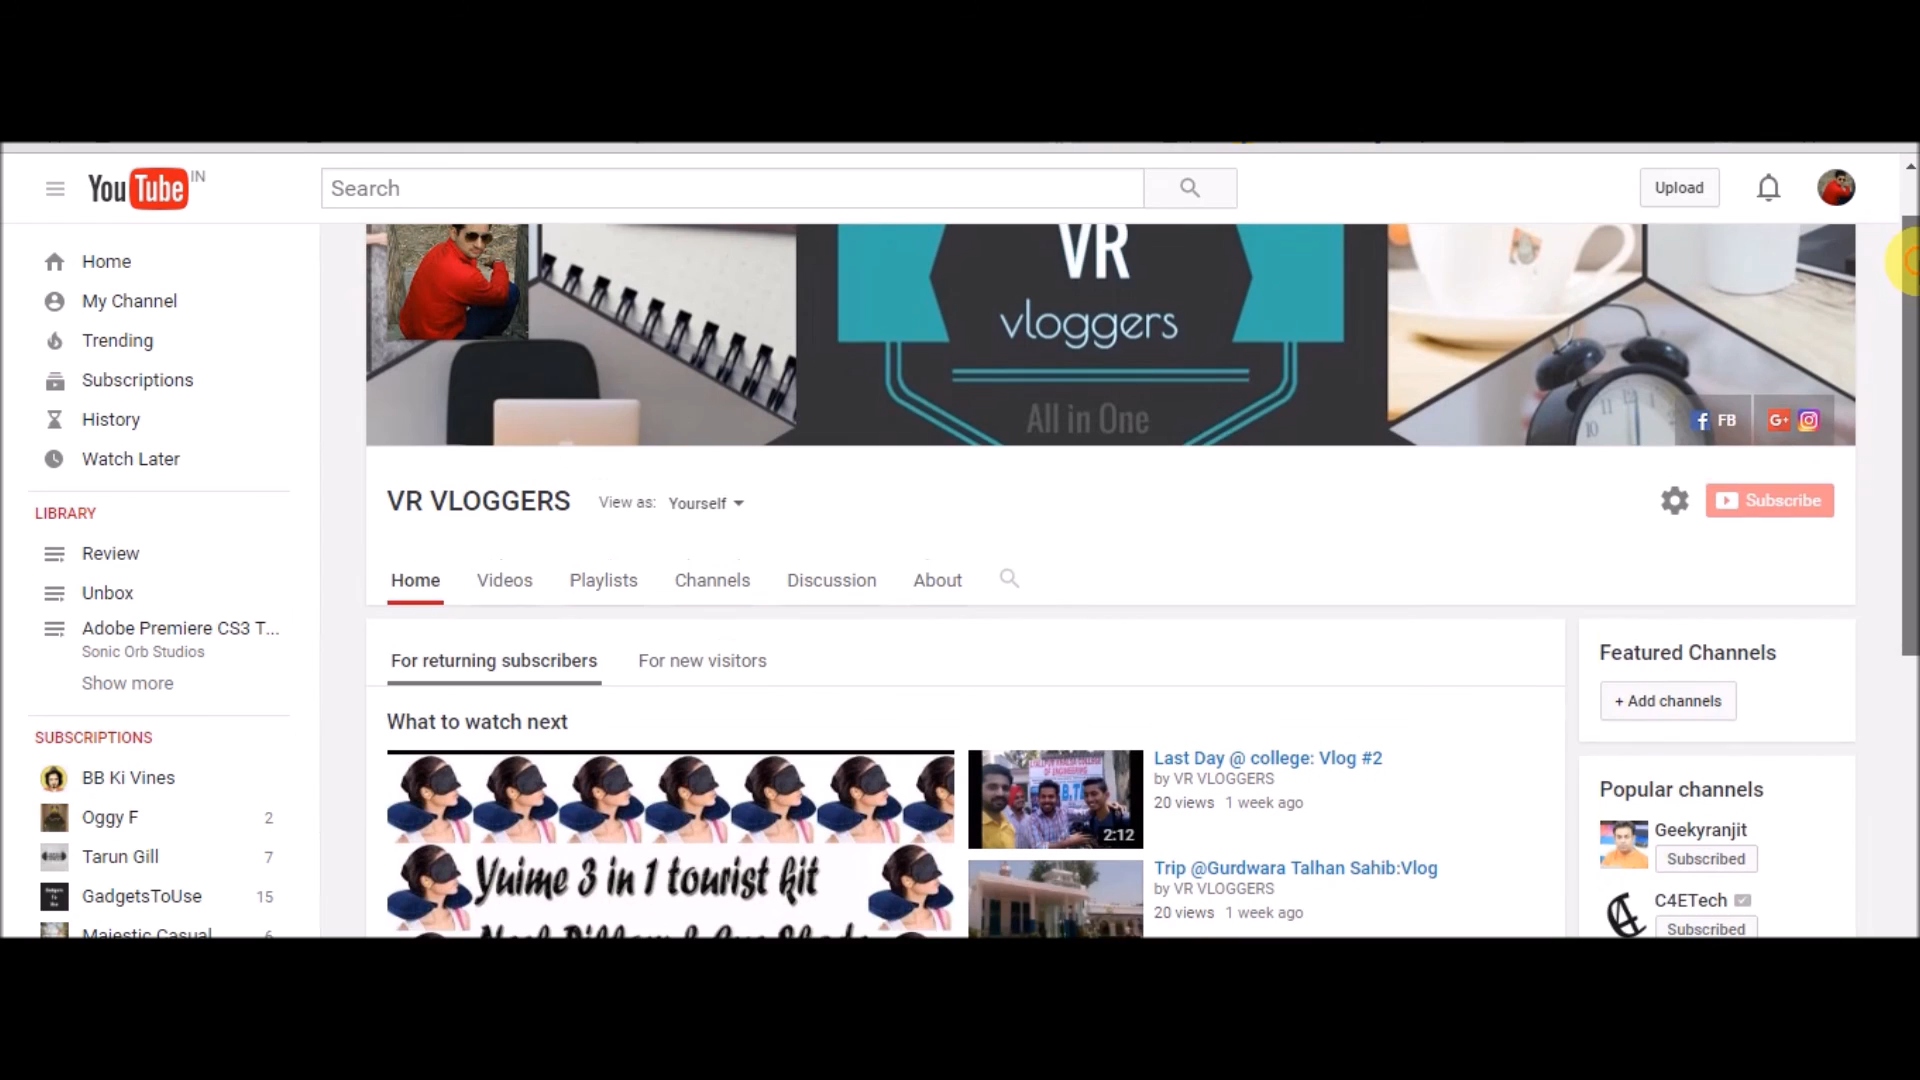 YouTube IN
Search
Upload
Home
My Channel
Trending
Subscriptions
History
Watch Later
LIBRARY
Review
Unbox
Adobe Premiere CS3 T...
Sonic Orb Studios
Show more
SUBSCRIPTIONS
BB Ki Vines
Oggy F 2
Tarun Gill 7
GadgetsToUse 15
Majestic Casual 6
VR
vloggers
All in One
FB
VR VLOGGERS View as: Yourself
Subscribe
Home Videos Playlists Channels Discussion About
For returning subscribers For new visitors
What to watch next
Yuime 3 in 1 tourist kit
Last Day @ college: Vlog #2
by VR VLOGGERS
20 views 1 week ago
2:12
Trip @Gurdwara Talhan Sahib:Vlog
by VR VLOGGERS
20 views 1 week ago
Featured Channels
+ Add channels
Popular channels
Geekyranjit
Subscribed
C4ETech
Subscribed